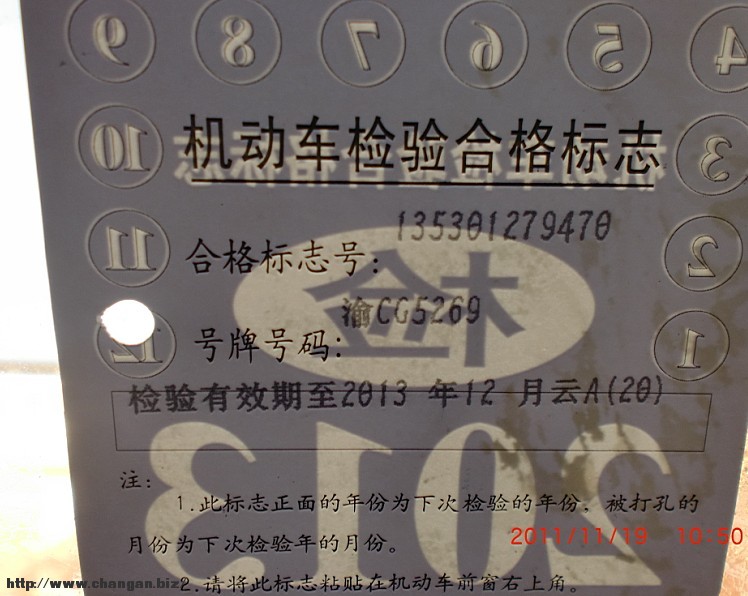 9 8 7 6 5 4
机动车检验合格标志
10 3
135301279470
合格标志号:
11 2
渝CG5269
号牌号码:
12 1
检
检验有效期至2013 年12 月云A(20)
2013
注:
1.此标志正面的年份为下次检验的年份、被打孔的
月份为下次检验年的月份。
2011/11/19 10:50
http://www.changan.biz
2.请将此标志粘贴在机动车前窗右上角。